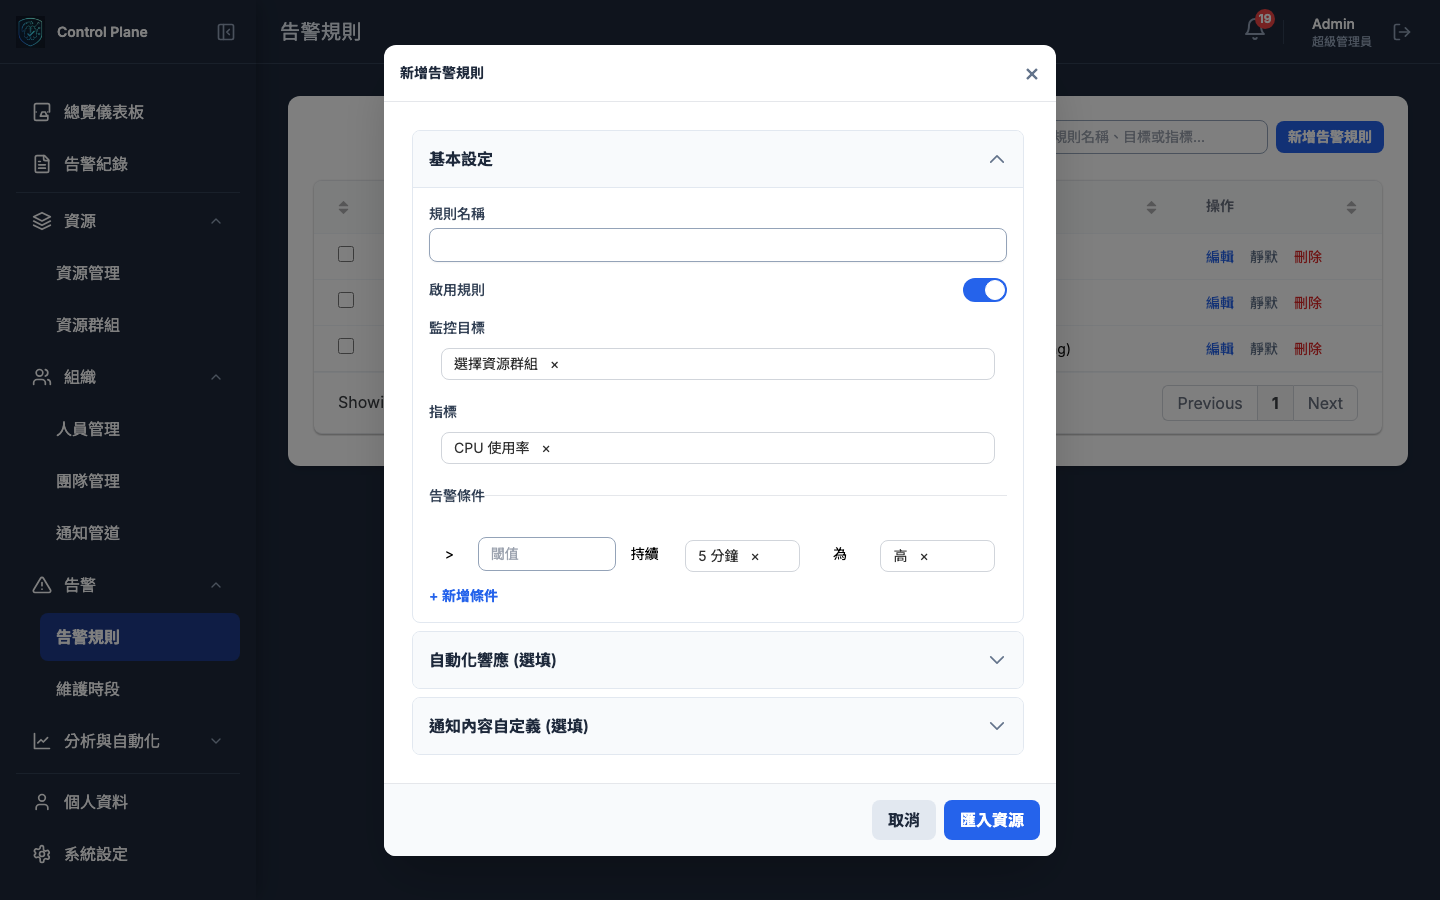 Control Plane
告警規則
19
Admin
超級管理員
總覽儀表板
告警紀錄
資源
資源管理
資源群組
組織
人員管理
團隊管理
通知管道
告警
告警規則
維護時段
分析與自動化
個人資料
系統設定
規則名稱、目標或指標...
新增告警規則
操作
編輯 靜默 刪除
編輯 靜默 刪除
g) 編輯 靜默 刪除
Showi
Previous 1 Next
新增告警規則
×
基本設定
規則名稱
啟用規則
監控目標
選擇資源群組 ×
指標
CPU 使用率 ×
告警條件
> 閾值 持續 5 分鐘 × 為 高 ×
+ 新增條件
自動化響應 (選填)
通知內容自定義 (選填)
取消 匯入資源